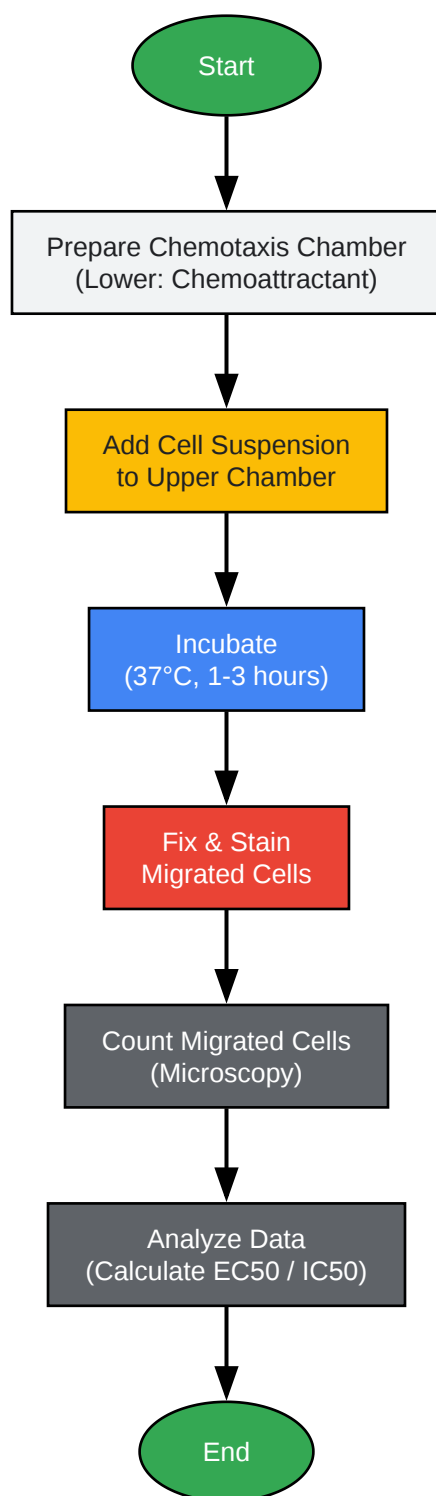 Start
Prepare Chemotaxis Chamber
(Lower: Chemoattractant)
Add Cell Suspension
to Upper Chamber
Incubate
(37°C, 1-3 hours)
Fix & Stain
Migrated Cells
Count Migrated Cells
(Microscopy)
Analyze Data
(Calculate EC50 / IC50)
End